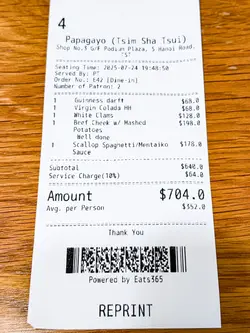 4
Papagayo (Tsim Sha Tsui)
Shop No.5 G/F Podium Plaza, 5 Hanoi Road,
TST
Seating Time: 2025-07-24 19:48:50
Served By: PT
Order No.: E42 [Dine-in]
Number of Patron: 2
1 Guinness darft $68.0
1 Virgin Colada HH $68.0
1 White Clams $128.0
1 Beef Cheek w/ Mashed $198.0
Potatoes
Well done
1 Scallop Spaghetti/Mentaiko $178.0
Sauce
Subtotal $640.0
Service Charge(10%) $64.0
Amount $704.0
Avg. per Person $352.0
Thank You
Powered by Eats365
REPRINT